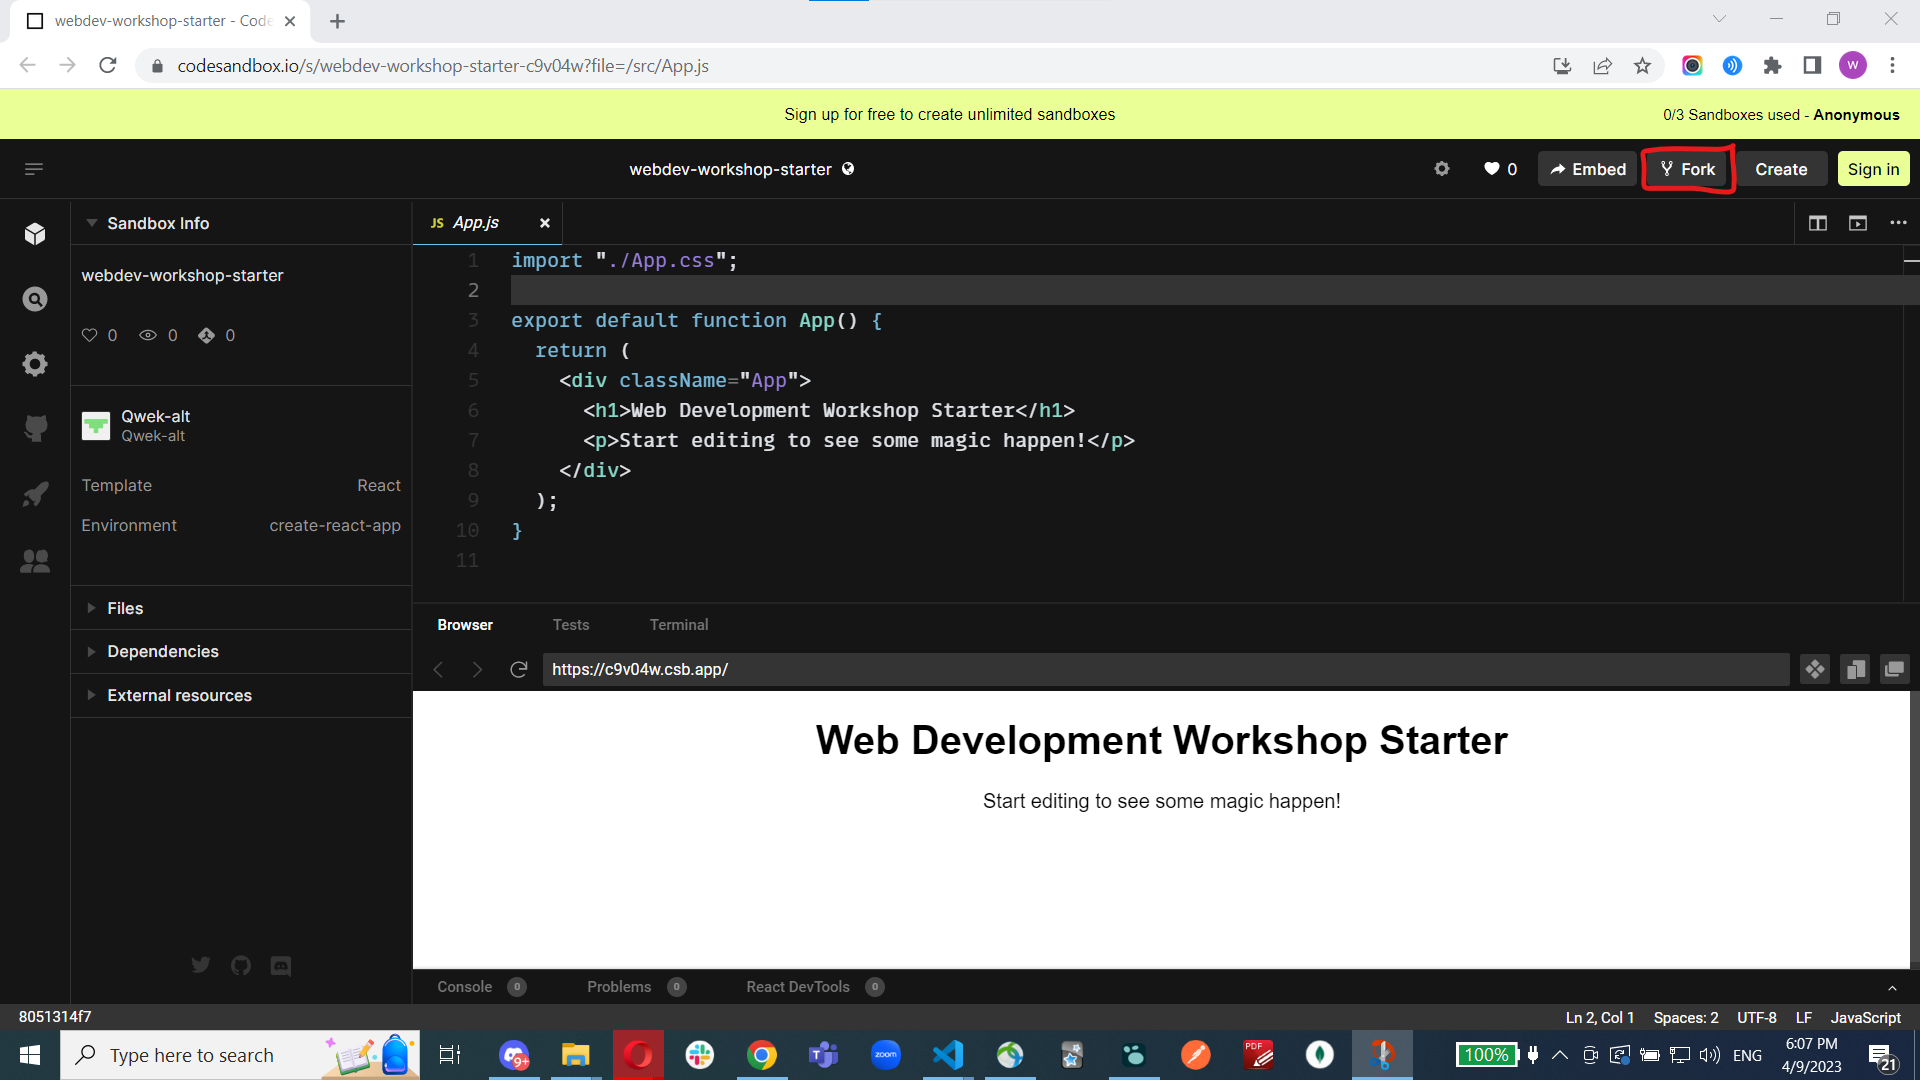 webdev-workshop-starter - Code
codesandbox.io/s/webdev-workshop-starter-c9v04w?file=/src/App.js
W
Sign up for free to create unlimited sandboxes
0/3 Sandboxes used - Anonymous
webdev-workshop-starter
0
Embed
Fork
Create
Sign in
Sandbox Info
JS App.js
webdev-workshop-starter
0 0 0
Qwek-alt
Qwek-alt
Template React
Environment create-react-app
Files
Dependencies
External resources
1 import "./App.css";
2
3 export default function App() {
4 return (
5 <div className="App">
6 <h1>Web Development Workshop Starter</h1>
7 <p>Start editing to see some magic happen!</p>
8 </div>
9 );
10 }
11
Browser Tests Terminal
https://c9v04w.csb.app/
Web Development Workshop Starter
Start editing to see some magic happen!
Console 0 Problems 0 React DevTools 0
8051314f7
Ln 2, Col 1 Spaces: 2 UTF-8 LF JavaScript
Type here to search
9+
zoom
PDF
100%
ENG
6:07 PM
4/9/2023
21